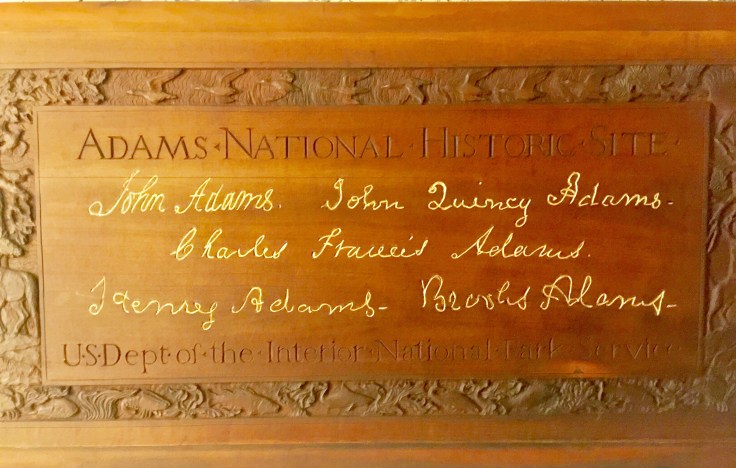 ADAMS·NATIONAL·HISTORIC·SITE·
John Adams. John Quincy Adams.
Charles Francis Adams.
Henry Adams. Brooks Adams.
U·S·Dept·of·the·Interior·National·Park·Service